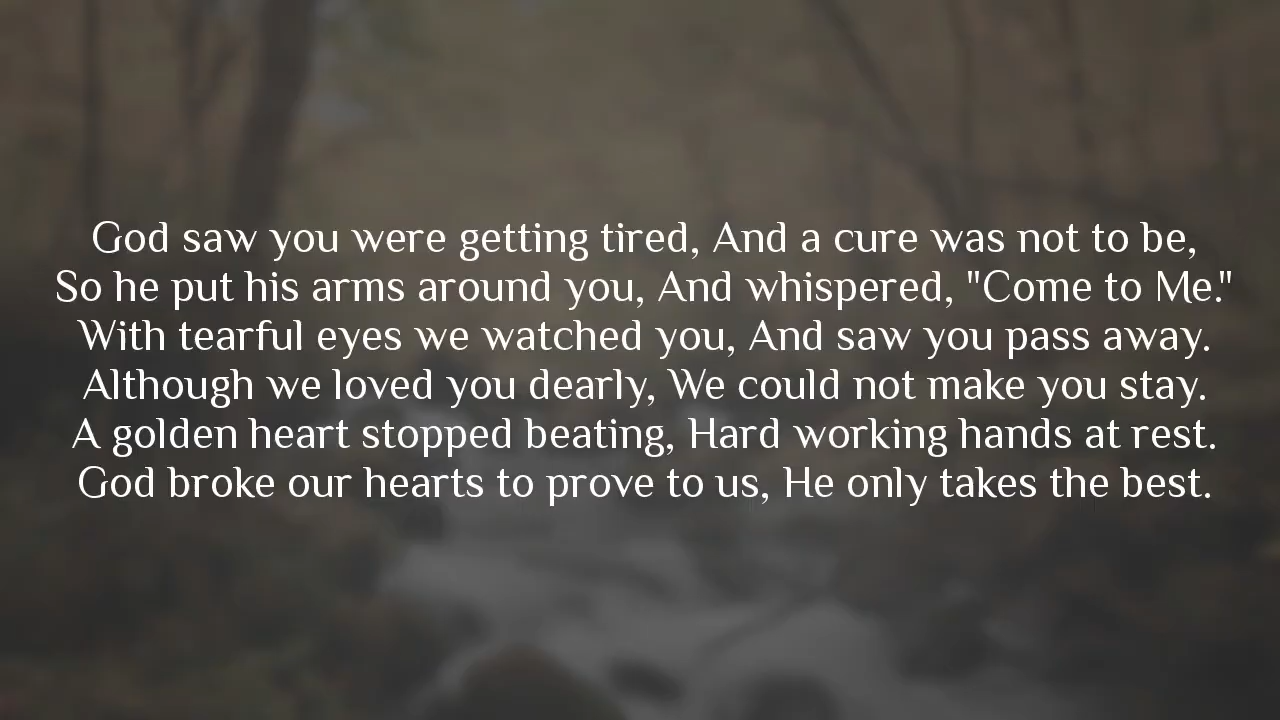 God saw you were getting tired, And a cure was not to be,
So he put his arms around you, And whispered, "Come to Me."
With tearful eyes we watched you, And saw you pass away.
Although we loved you dearly, We could not make you stay.
A golden heart stopped beating, Hard working hands at rest.
God broke our hearts to prove to us, He only takes the best.